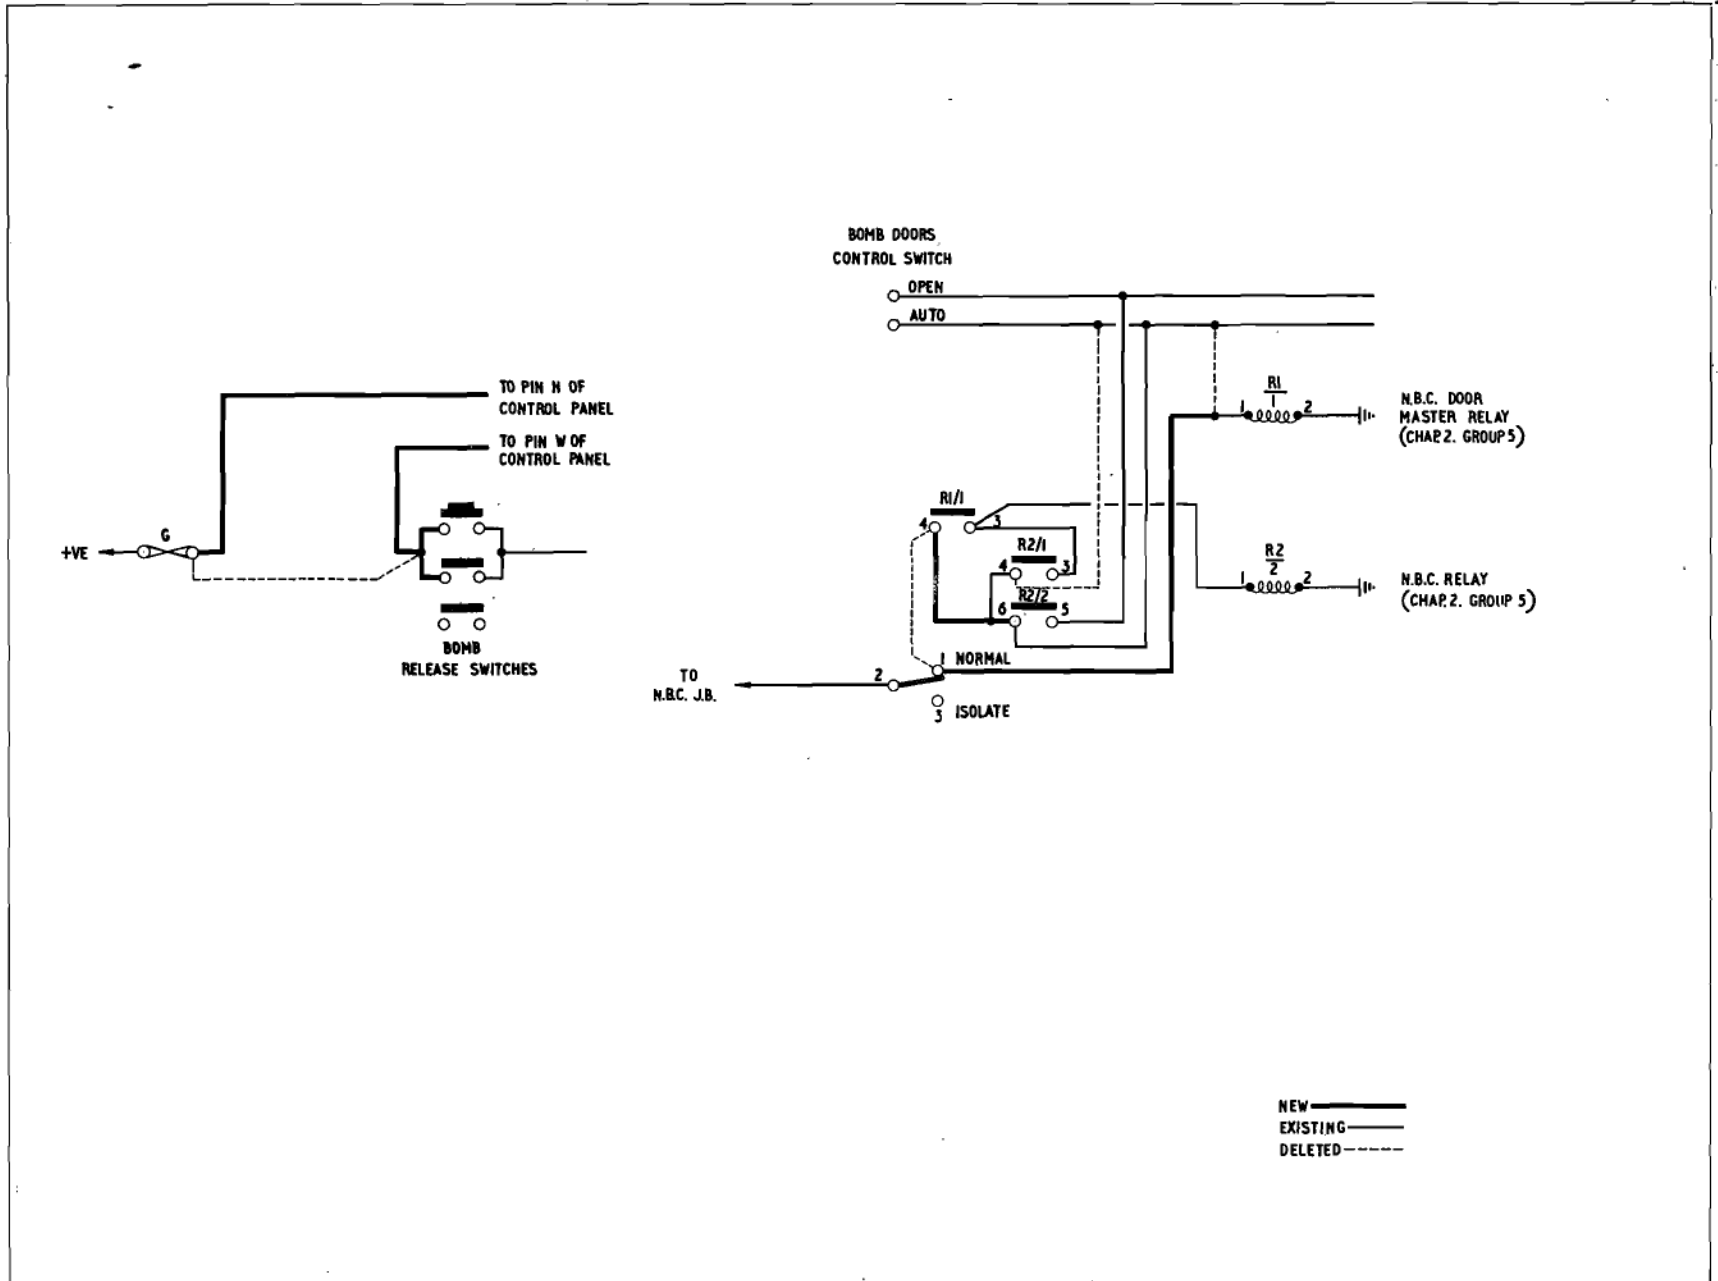 BOMB DOORS
CONTROL SWITCH
OPEN
AUTO
TO PIN N OF
CONTROL PANEL
TO PIN W OF
CONTROL PANEL
G
+VE
BOMB
RELEASE SWITCHES
R1
1
1 2
N.B.C. DOOR
MASTER RELAY
(CHAP.2. GROUP 5)
R1/1
4 3
R2/1
4 3
R2/2
6 5
R2
2
1 2
N.B.C. RELAY
(CHAP.2. GROUP 5)
1 NORMAL
2
TO
N.B.C. J.B.
3 ISOLATE
NEW
EXISTING
DELETED